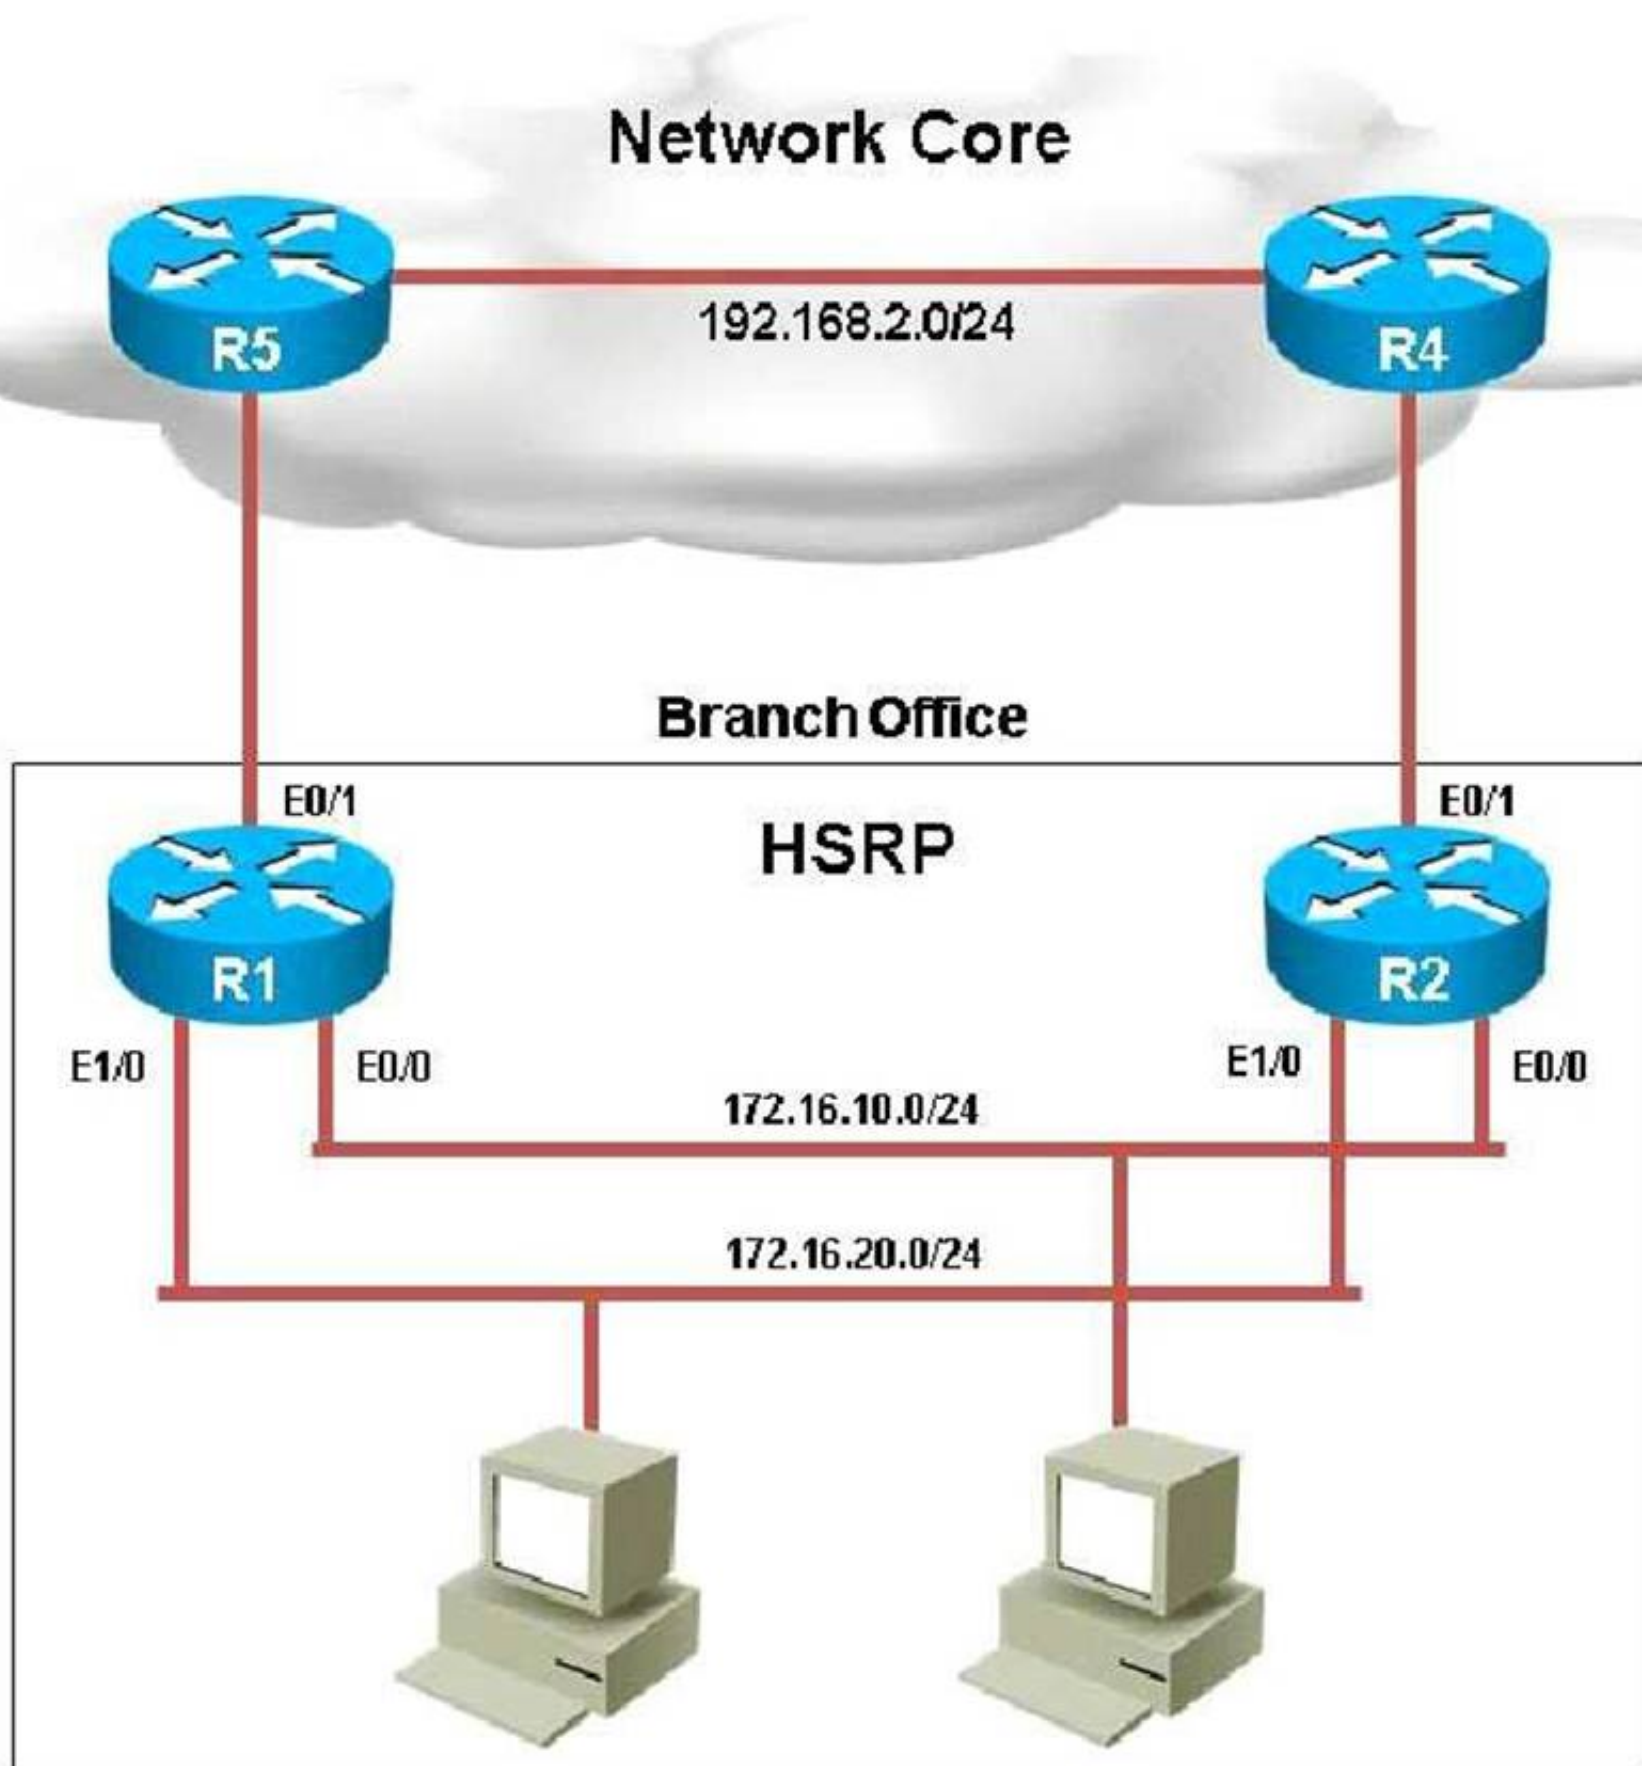 Network Core
192.168.2.0/24
R5
R4
Branch Office
E0/1
E0/1
HSRP
R1
R2
E1/0
E0/0
E1/0
E0/0
172.16.10.0/24
172.16.20.0/24